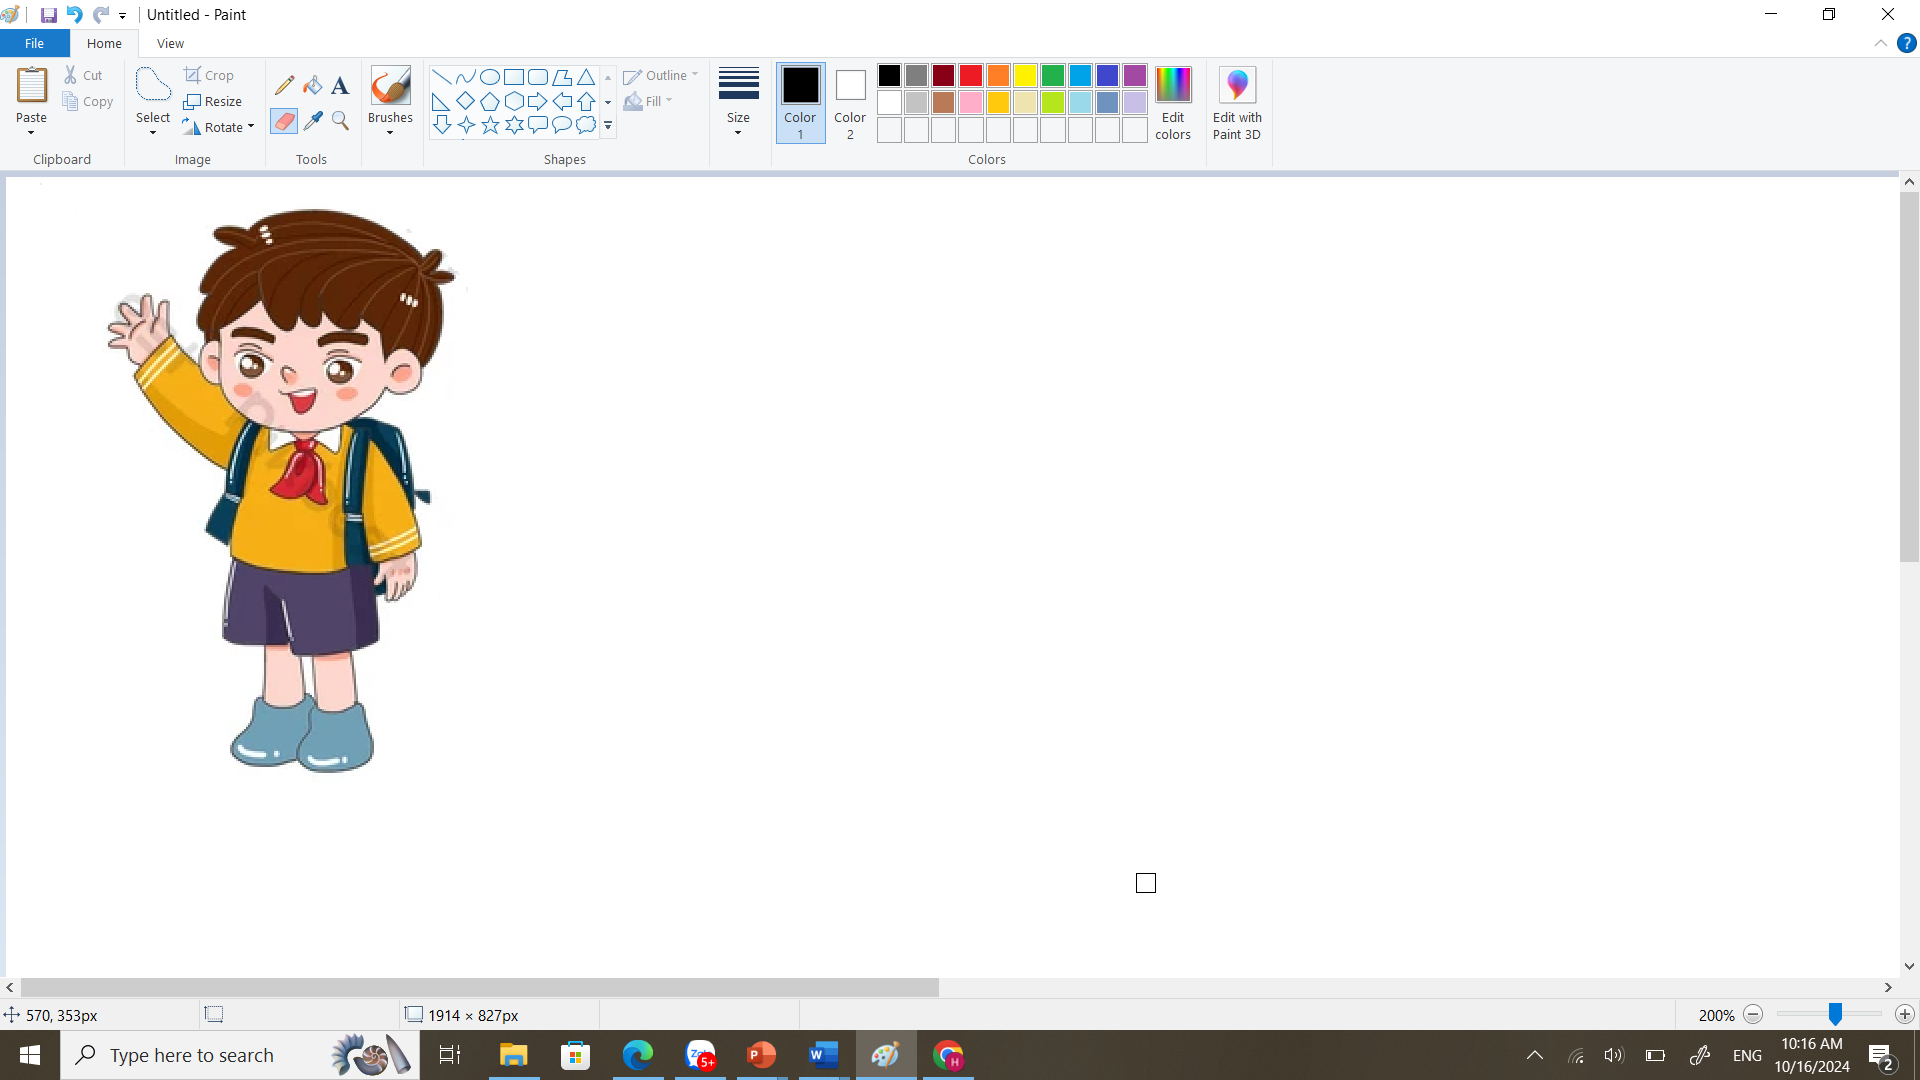 Untitled - Paint
File
Home
View
Paste
Cut
Copy
Clipboard
Select
Crop
Resize
Rotate
Image
Tools
Brushes
Shapes
Outline
Fill
Size
Color
1
Color
2
Colors
Edit
colors
Edit with
Paint 3D
570, 353px
1914 × 827px
200%
Type here to search
5+
ENG
10:16 AM
10/16/2024
2